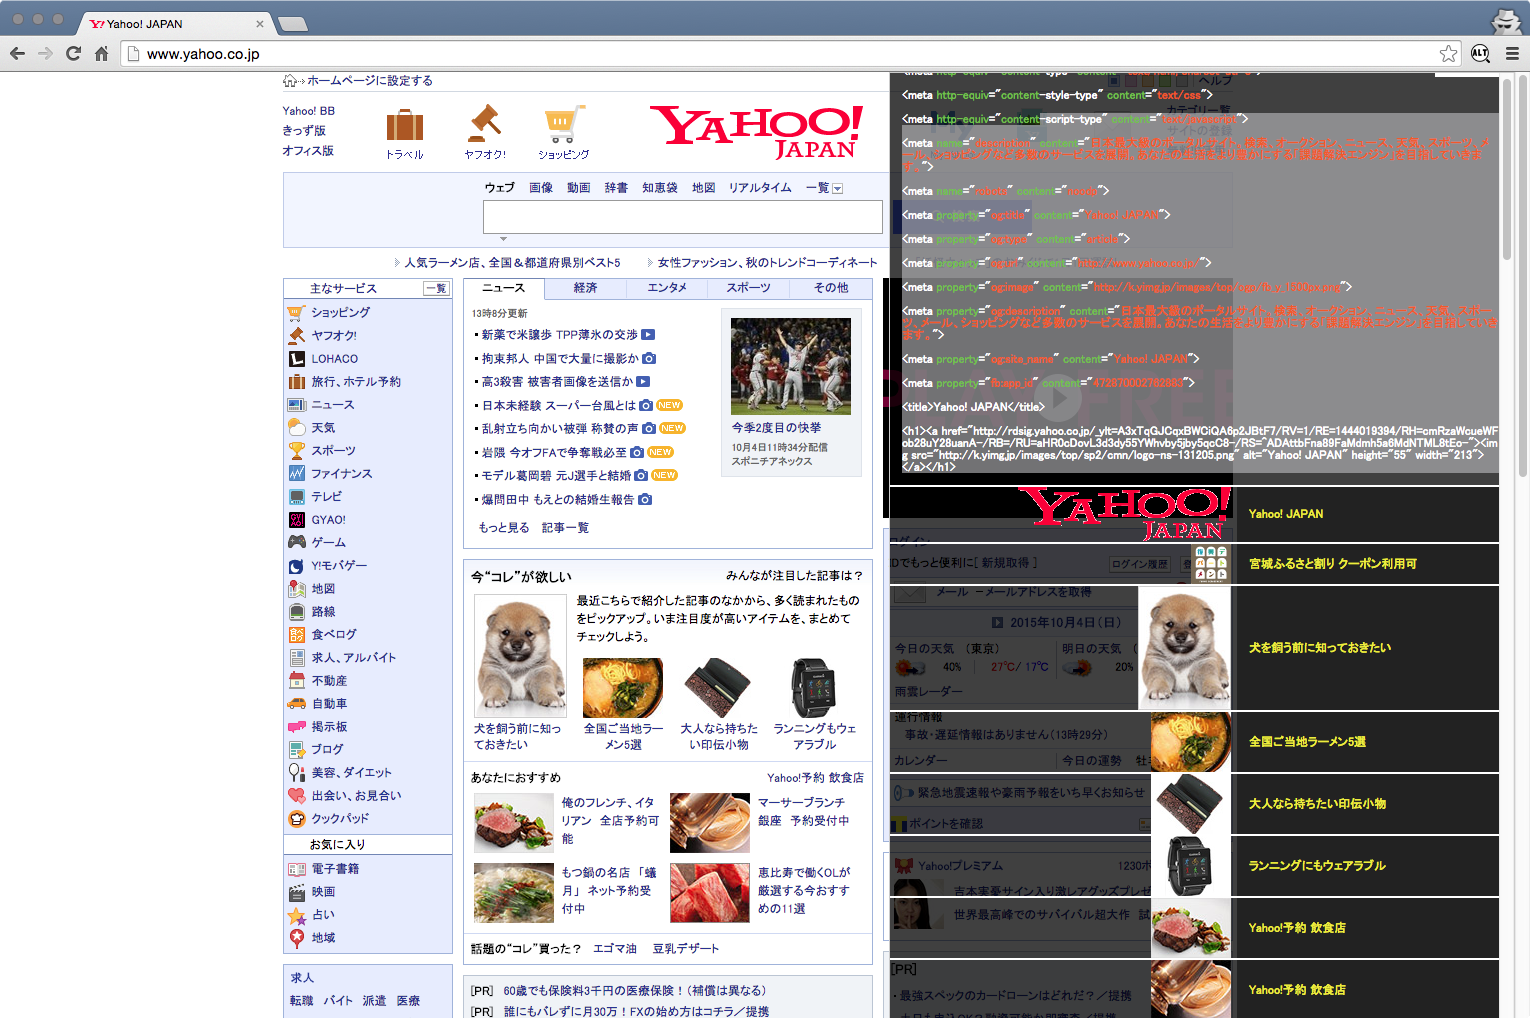 Yahoo! JAPAN
www.yahoo.co.jp
ALT
ホームページに設定する
Yahoo! BB
きっず版
オフィス版
トラベル
ヤフオク!
ショッピング
YAHOO!
JAPAN
ウェブ 画像 動画 辞書 知恵袋 地図 リアルタイム 一覧
人気ラーメン店、全国&都道府県別ベスト5
女性ファッション、秋のトレンドコーディネート
主なサービス 一覧
ショッピング
ヤフオク!
LOHACO
旅行、ホテル予約
ニュース
天気
スポーツ
ファイナンス
テレビ
GYAO!
ゲーム
Y!モバゲー
地図
路線
食べログ
求人、アルバイト
不動産
自動車
掲示板
ブログ
美容、ダイエット
出会い、お見合い
クックパッド
お気に入り
電子書籍
映画
占い
地域
求人
転職 バイト 派遣 医療
ニュース 経済 エンタメ スポーツ その他
13時8分更新
新薬で米譲歩 TPP薄氷の交渉
拘束邦人 中国で大量に撮影か
高3殺害 被害者画像を送信か
日本未経験 スーパー台風とは NEW
乱射立ち向かい被弾 称賛の声 NEW
岩隈 今オフFAで争奪戦必至 NEW
モデル葛岡碧 元J選手と結婚 NEW
爆問田中 もえとの結婚生報告
もっと見る 記事一覧
今季2度目の快挙
10月4日11時34分配信
スポニチアネックス
今“コレ”が欲しい
みんなが注目した記事は?
最近こちらで紹介した記事のなかから、多く読まれたもの
をピックアップ。いま注目度が高いアイテムを、まとめて
チェックしよう。
犬を飼う前に知っ
ておきたい
全国ご当地ラー
メン5選
大人なら持ちた
い印伝小物
ランニングもウェ
アラブル
あなたにおすすめ
Yahoo!予約 飲食店
俺のフレンチ、イタ
リアン 全店予約可
能
マーサーブランチ
銀座 予約受付中
もつ鍋の名店 「蟻
月」 ネット予約受
付中
恵比寿で働くOLが
厳選する今おすす
めの11選
話題の“コレ”買った? エゴマ油 豆乳デザート
[PR] 60歳でも保険料3千円の医療保険!(補償は異なる)
[PR] 誰にもバレずに月30万!FXの始め方はコチラ/提携
<meta http-equiv="content-style-type" content="text/css">
<meta http-equiv="content-script-type" content="text/javascript">
<meta name="description" content="日本最大級のポータルサイト。検索、オークション、ニュース、天気、スポーツ、メ
ール、ショッピングなど多数のサービスを展開。あなたの生活をより豊かにする「課題解決エンジン」を目指していきま
す。">
<meta name="robots" content="noodp">
<meta property="og:title" content="Yahoo! JAPAN">
<meta property="og:type" content="article">
<meta property="og:url" content="http://www.yahoo.co.jp/">
<meta property="og:image" content="http://k.yimg.jp/images/top/ogp/fb_y_1500px.png">
<meta property="og:description" content="日本最大級のポータルサイト。検索、オークション、ニュース、天気、スポー
ツ、メール、ショッピングなど多数のサービスを展開。あなたの生活をより豊かにする「課題解決エンジン」を目指していき
ます。">
<meta property="og:site_name" content="Yahoo! JAPAN">
<meta property="fb:app_id" content="472870002762883">
<title>Yahoo! JAPAN</title>
<h1><a href="http://rdsig.yahoo.co.jp/_ylt=A3xTqGJCqxBWCiQA6p2JBtF7/RV=1/RE=1444019394/RH=cmRzaWcueWF
ob28uY28uanA-/RB=/RU=aHR0cDovL3d3dy55YWhvby5jby5qcC8-/RS=^ADAttbFna89FaMdmh5a6MdNTML8tEo-"><im
g src="http://k.yimg.jp/images/top/sp2/cmn/logo-ns-131205.png" alt="Yahoo! JAPAN" height="55" width="213">
</a></h1>
YAHOO!
JAPAN
Yahoo! JAPAN
ログイン
IDでもっと便利に[ 新規取得 ] ログイン履歴
宮城ふるさと割り クーポン利用可
メール －メールアドレスを取得
2015年10月4日(日)
今日の天気 (東京)
明日の天気
40% 27℃/ 17℃ 20%
雨雲レーダー
犬を飼う前に知っておきたい
運行情報
事故・遅延情報はありません(13時29分)
カレンダー 今日の運勢
全国ご当地ラーメン5選
緊急地震速報や豪雨予報をいち早くお知らせ
ポイントを確認
大人なら持ちたい印伝小物
Yahoo!プレミアム
吉本実憂サイン入り激レアグッズプレゼ
世界最高峰でのサバイバル超大作
ランニングにもウェアラブル
Yahoo!予約 飲食店
[PR]
・最強スペックのカードローンはどれだ?/提携
Yahoo!予約 飲食店